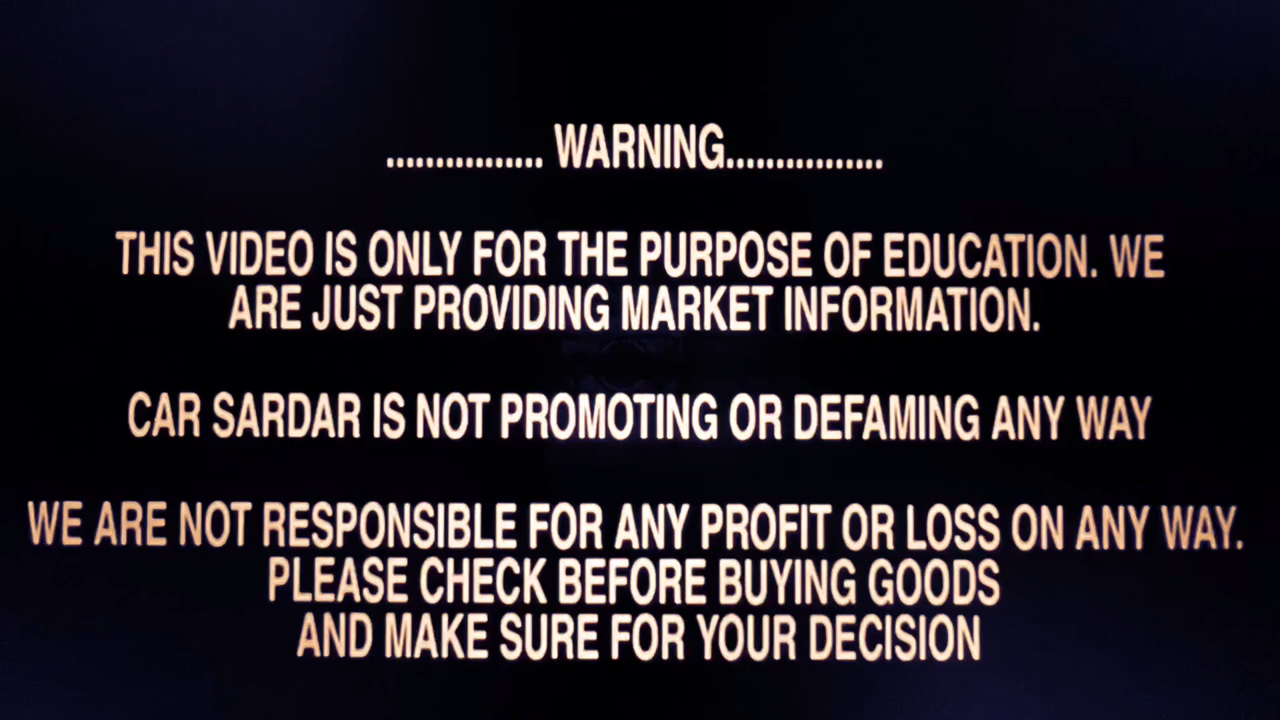 ................ WARNING................
THIS VIDEO IS ONLY FOR THE PURPOSE OF EDUCATION. WE
ARE JUST PROVIDING MARKET INFORMATION.
CAR SARDAR IS NOT PROMOTING OR DEFAMING ANY WAY
WE ARE NOT RESPONSIBLE FOR ANY PROFIT OR LOSS ON ANY WAY.
PLEASE CHECK BEFORE BUYING GOODS
AND MAKE SURE FOR YOUR DECISION